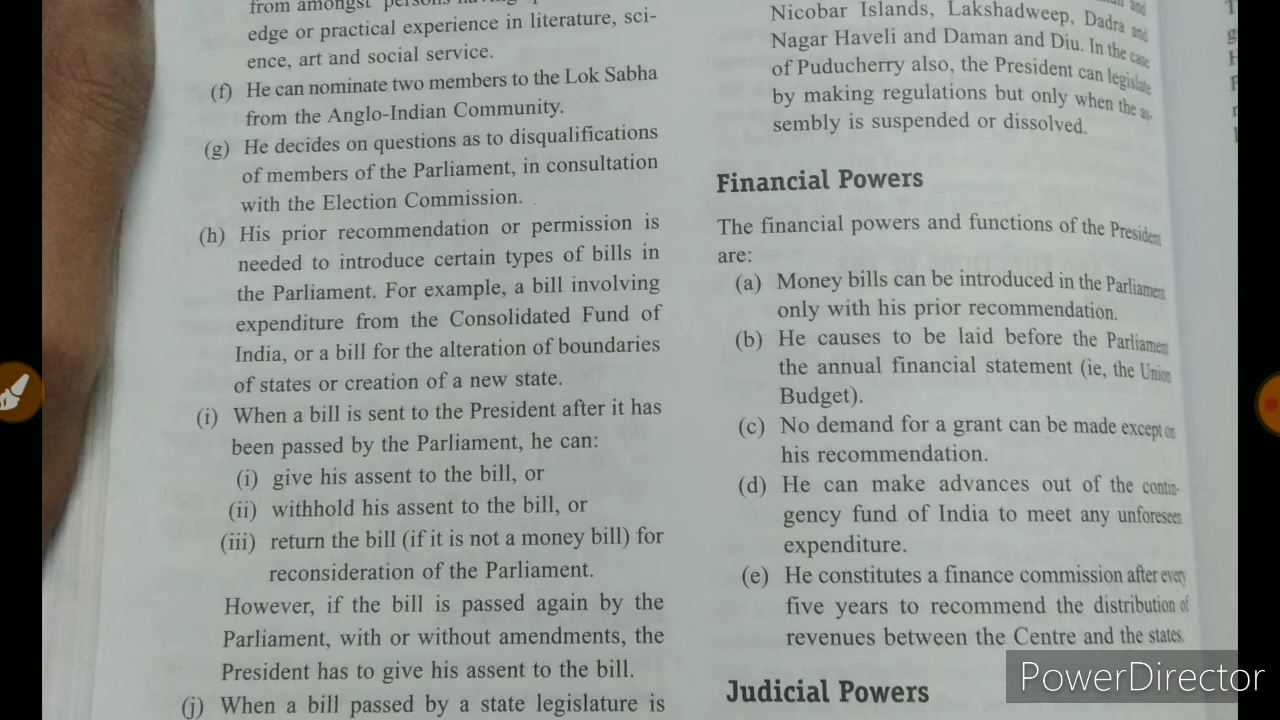 from amongst persons
edge or practical experience in literature, sci-
ence, art and social service.
(f) He can nominate two members to the Lok Sabha
from the Anglo-Indian Community.
(g) He decides on questions as to disqualifications
of members of the Parliament, in consultation
with the Election Commission.
(h) His prior recommendation or permission is
needed to introduce certain types of bills in
the Parliament. For example, a bill involving
expenditure from the Consolidated Fund of
India, or a bill for the alteration of boundaries
of states or creation of a new state.
(i) When a bill is sent to the President after it has
been passed by the Parliament, he can:
(i) give his assent to the bill, or
(ii) withhold his assent to the bill, or
(iii) return the bill (if it is not a money bill) for
reconsideration of the Parliament.
However, if the bill is passed again by the
Parliament, with or without amendments, the
President has to give his assent to the bill.
(j) When a bill passed by a state legislature is
and
Nicobar Islands, Lakshadweep, Dadra and
Nagar Haveli and Daman and Diu. In the case
of Puducherry also, the President can legislate
by making regulations but only when the as-
sembly is suspended or dissolved.
Financial Powers
The financial powers and functions of the President
are:
(a) Money bills can be introduced in the Parliament
only with his prior recommendation.
(b) He causes to be laid before the Parliament
the annual financial statement (ie, the Union
Budget).
(c) No demand for a grant can be made except on
his recommendation.
(d) He can make advances out of the contin-
gency fund of India to meet any unforeseen
expenditure.
(e) He constitutes a finance commission after every
five years to recommend the distribution of
revenues between the Centre and the states.
Judicial Powers
PowerDirector